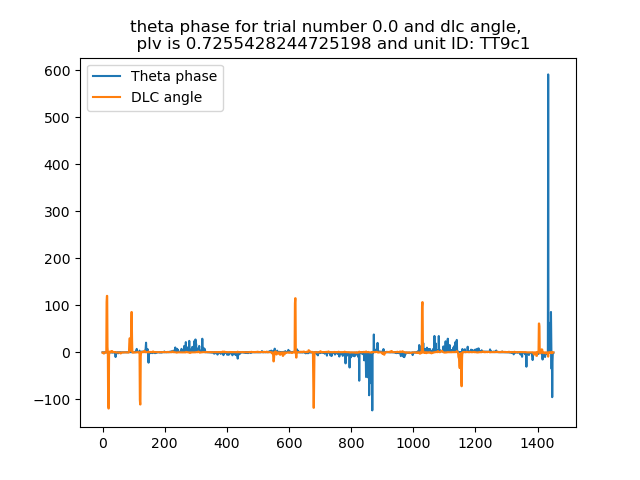 theta phase for trial number 0.0 and dlc angle,
plv is 0.7255428244725198 and unit ID: TT9c1
Theta phase
DLC angle
600
500
400
300
200
100
0
−100
0 200 400 600 800 1000 1200 1400